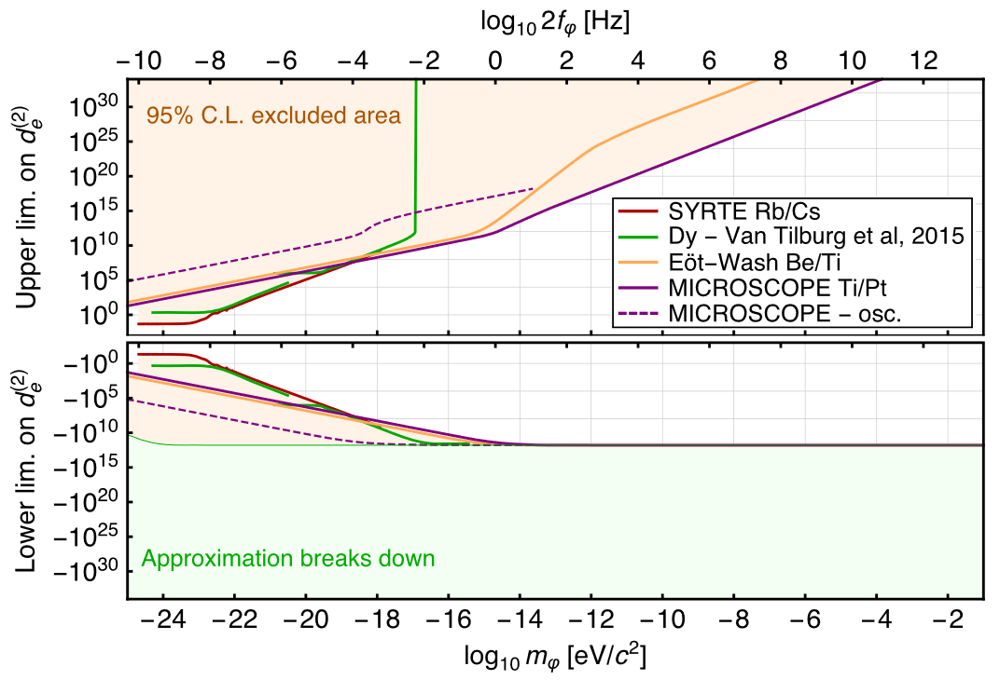 log₁₀ 2f_φ [Hz]
−10 −8 −6 −4 −2 0 2 4 6 8 10 12
Upper lim. on d_e^(2)
10³⁰
10²⁵
10²⁰
10¹⁵
10¹⁰
10⁵
10⁰
95% C.L. excluded area
SYRTE Rb/Cs
Dy − Van Tilburg et al, 2015
Eöt−Wash Be/Ti
MICROSCOPE Ti/Pt
MICROSCOPE − osc.
Lower lim. on d_e^(2)
−10⁰
−10⁵
−10¹⁰
−10¹⁵
−10²⁰
−10²⁵
−10³⁰
Approximation breaks down
−24 −22 −20 −18 −16 −14 −12 −10 −8 −6 −4 −2
log₁₀ m_φ [eV/c²]